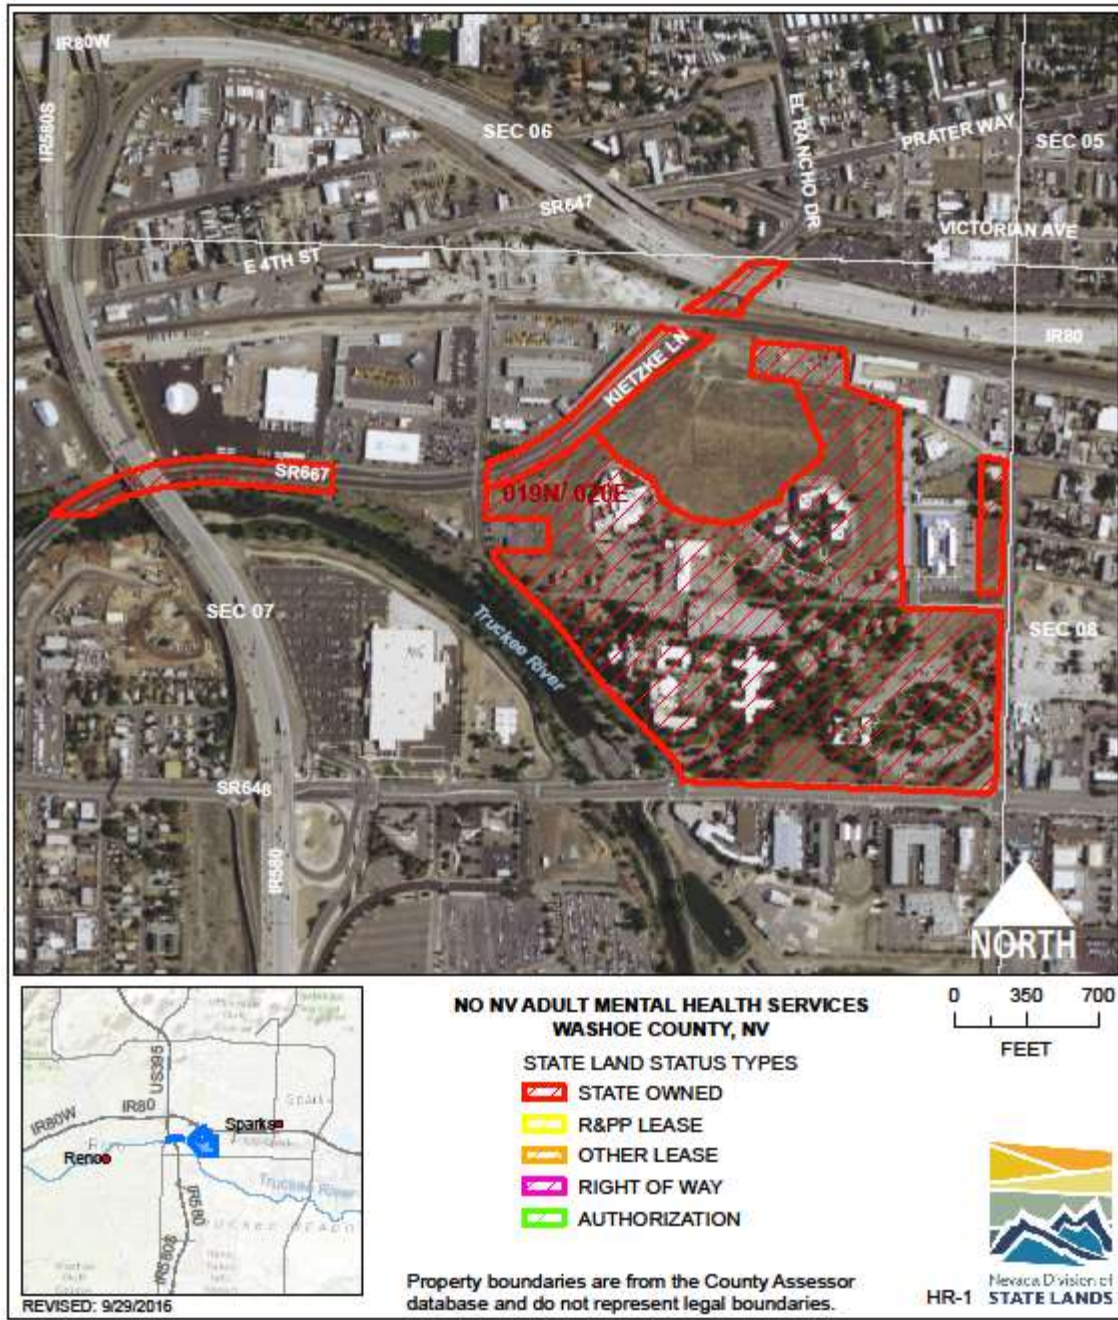 IR80W
IR580S
SEC 06
EL RANCHO DR
PRATER WAY
SEC 05
SR647
VICTORIAN AVE
E 4TH ST
IR80
KIETZKE LN
SR667
019N/ 020E
SEC 07
Truckee River
SEC 08
SR648
IR580
NORTH
US395
IR80
IR80W
Sparks
Reno
Truckee River
IR580
IR580S
REVISED: 9/29/2016
NO NV ADULT MENTAL HEALTH SERVICES
WASHOE COUNTY, NV
STATE LAND STATUS TYPES
STATE OWNED
R&PP LEASE
OTHER LEASE
RIGHT OF WAY
AUTHORIZATION
0 350 700
FEET
Property boundaries are from the County Assessor
database and do not represent legal boundaries.
HR-1
Nevada Division of
STATE LANDS